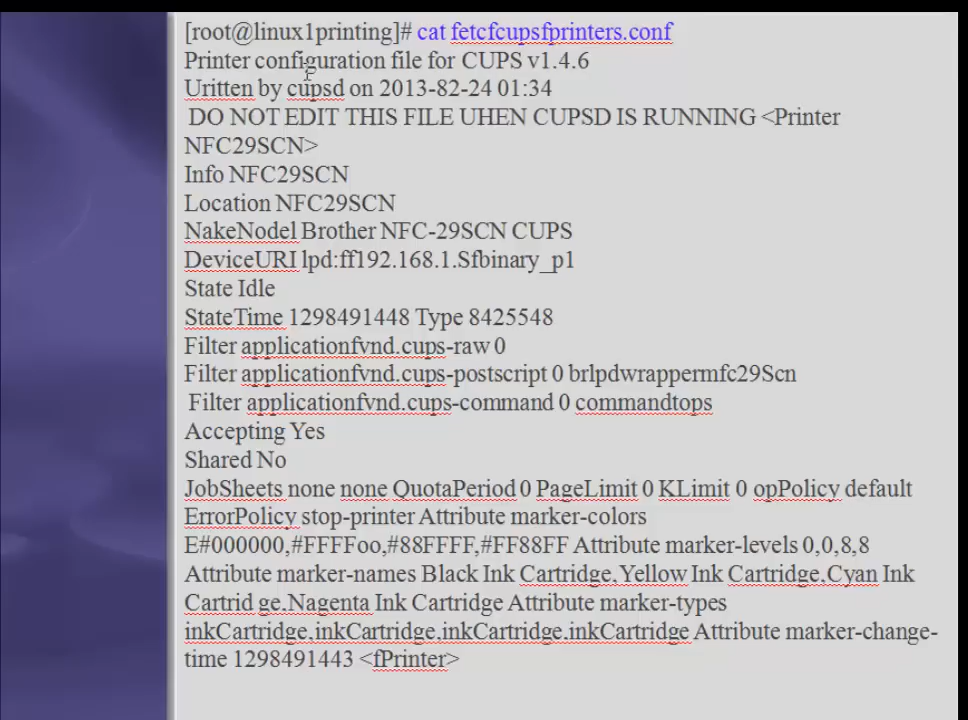 [root@linux1printing]# cat fetcfcupsfprinters.conf
Printer configuration file for CUPS v1.4.6
Uritten by cupsd on 2013-82-24 01:34
DO NOT EDIT THIS FILE UHEN CUPSD IS RUNNING <Printer
NFC29SCN>
Info NFC29SCN
Location NFC29SCN
NakeNodel Brother NFC-29SCN CUPS
DeviceURI lpd:ff192.168.1.Sfbinary_p1
State Idle
StateTime 1298491448 Type 8425548
Filter applicationfvnd.cups-raw 0
Filter applicationfvnd.cups-postscript 0 brlpdwrappermfc29Scn
Filter applicationfvnd.cups-command 0 commandtops
Accepting Yes
Shared No
JobSheets none none QuotaPeriod 0 PageLimit 0 KLimit 0 opPolicy default
ErrorPolicy stop-printer Attribute marker-colors
E#000000,#FFFFoo,#88FFFF,#FF88FF Attribute marker-levels 0,0,8,8
Attribute marker-names Black Ink Cartridge,Yellow Ink Cartridge,Cyan Ink
Cartrid ge.Nagenta Ink Cartridge Attribute marker-types
inkCartridge,inkCartridge,inkCartridge.inkCartridge Attribute marker-change-
time 1298491443 <fPrinter>